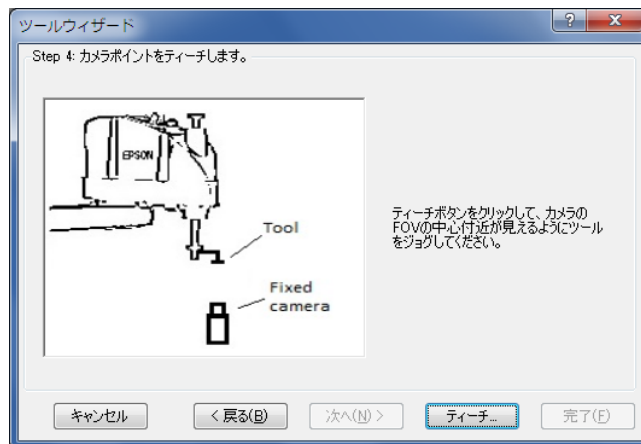 ツールウィザード
Step 4: カメラポイントをティーチします。
EPSON
Tool
Fixed
camera
ティーチボタンをクリックして、カメラの
FOVの中心付近が見えるようにツール
をジョグしてください。
キャンセル
< 戻る(B)
次へ(N) >
ティーチ...
完了(F)